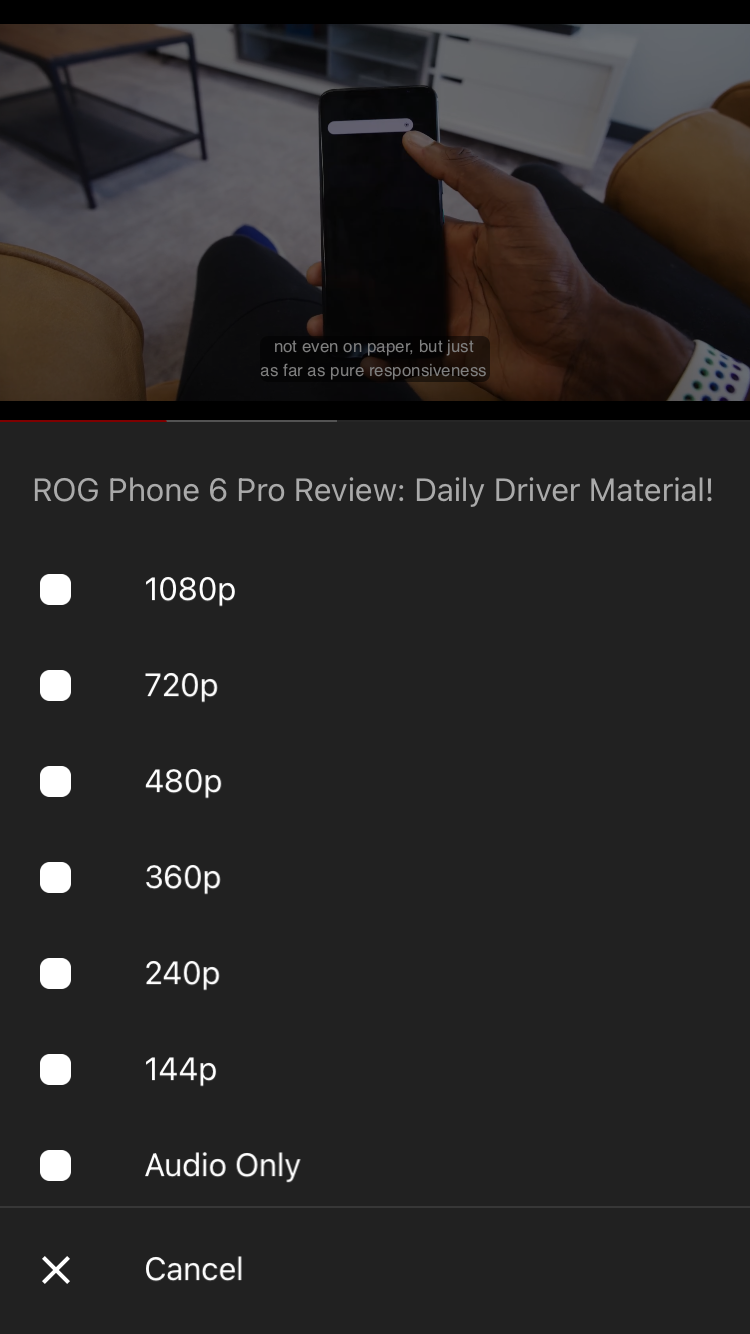 not even on paper, but just
as far as pure responsiveness
ROG Phone 6 Pro Review: Daily Driver Material!
1080p
720p
480p
360p
240p
144p
Audio Only
Cancel